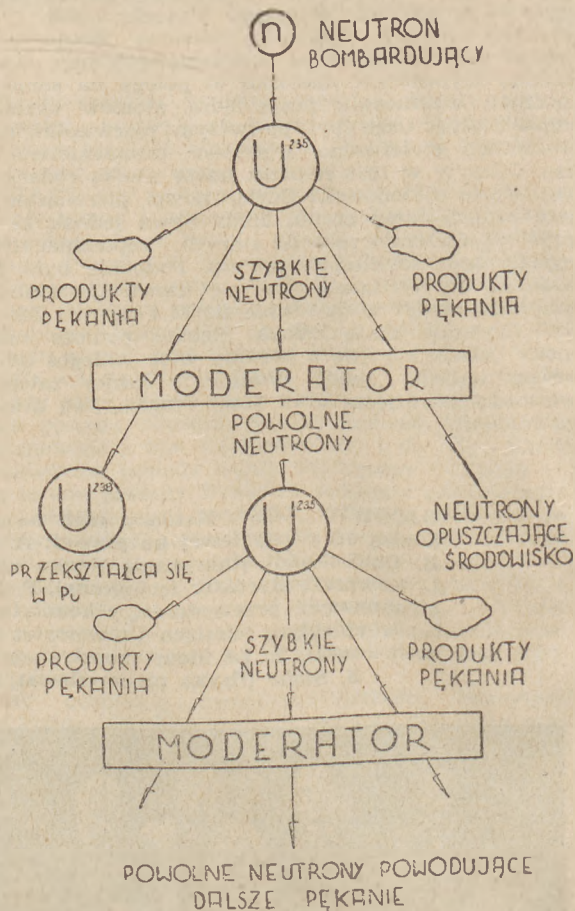 n NEUTRON
BOMBARDUJĄCY
U 235
PRODUKTY
PĘKANIA
SZYBKIE
NEUTRONY
PRODUKTY
PĘKANIA
MODERATOR
POWOLNE
NEUTRONY
U 238
PRZEKSZTAŁCA SIĘ
W Pu
U 235
NEUTRONY
OPUSZCZAJĄCE
ŚRODOWISKO
PRODUKTY
PĘKANIA
SZYBKIE
NEUTRONY
PRODUKTY
PĘKANIA
MODERATOR
POWOLNE NEUTRONY POWODUJĄCE
DALSZE PĘKANIE